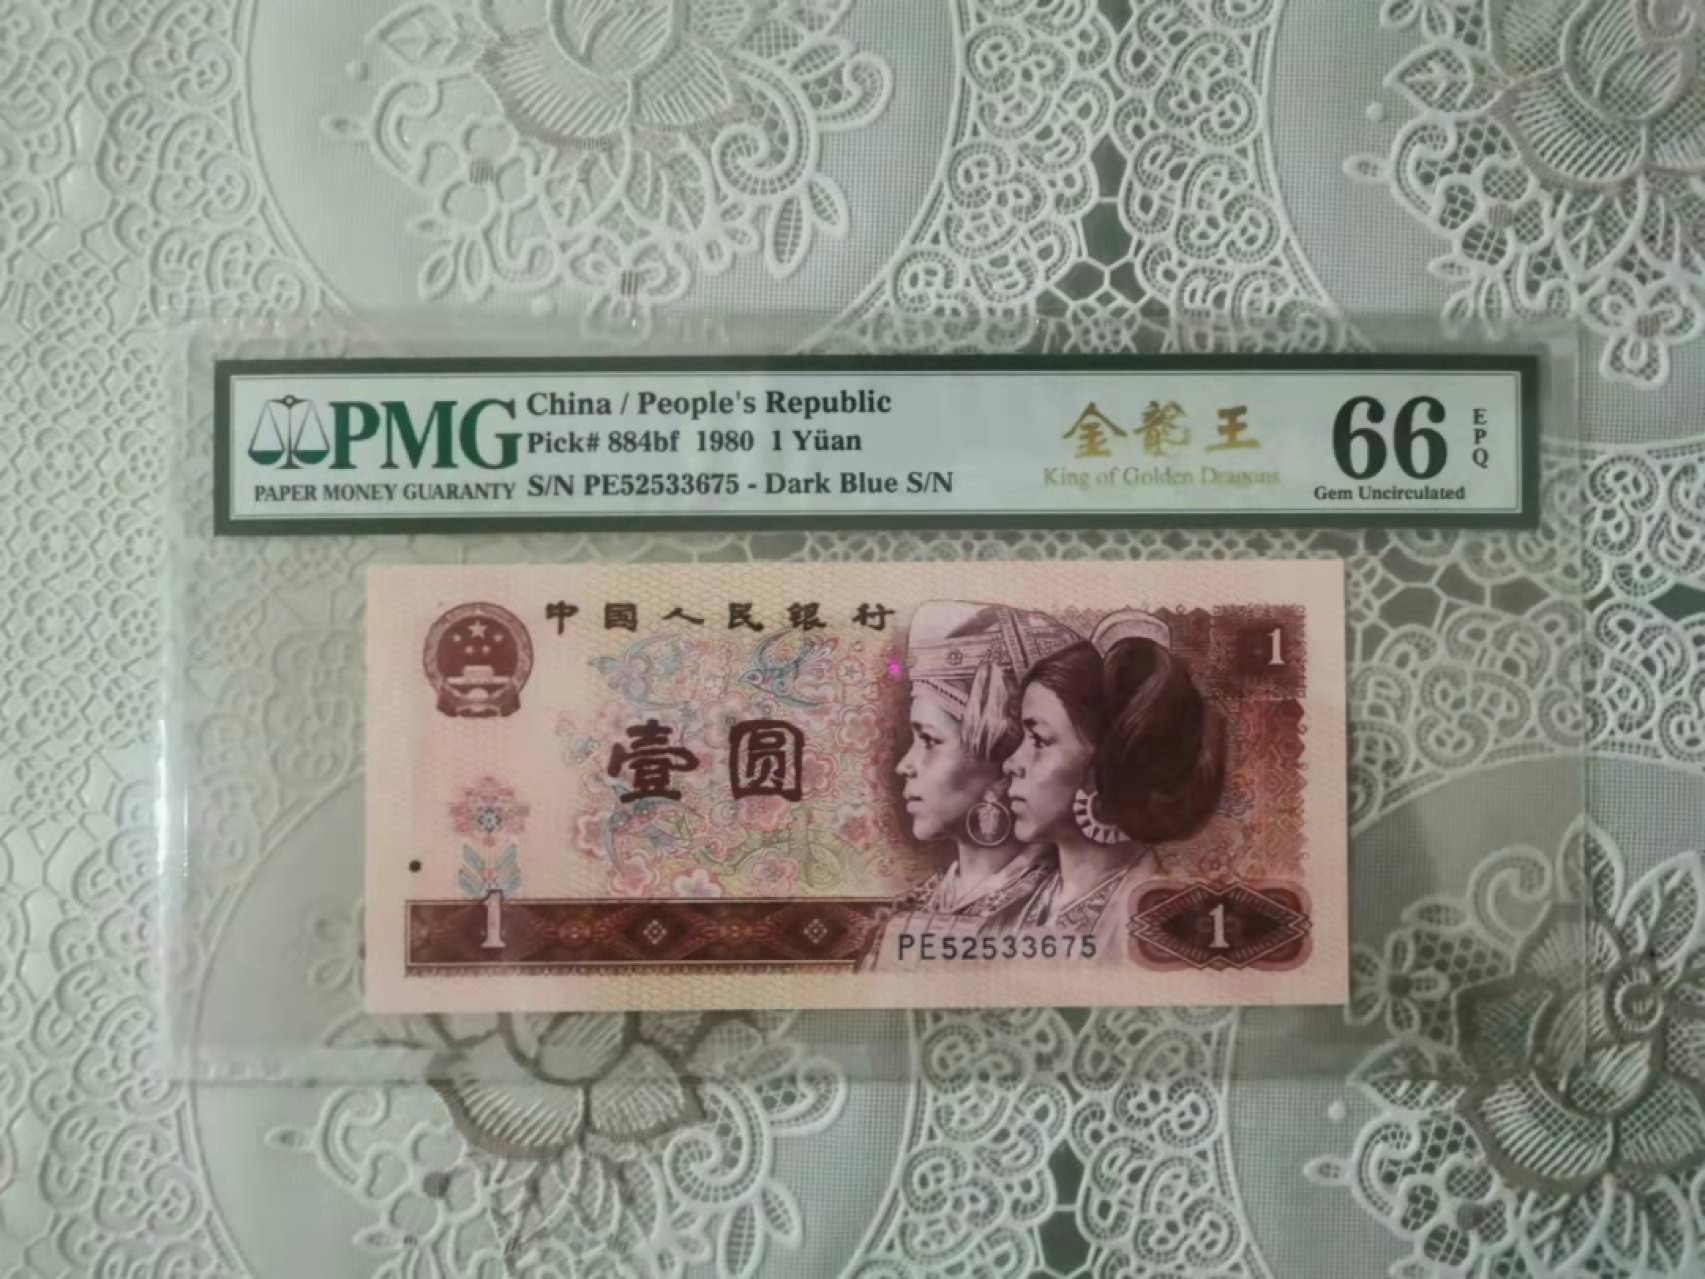 PMG
PAPER MONEY GUARANTY
China / People's Republic
Pick# 884bf 1980 1 Yüan
S/N PE52533675 - Dark Blue S/N
金龍王
King of Golden Dragons
66
EPQ
Gem Uncirculated
中国人民银行
1
壹圆
1
PE52533675
1